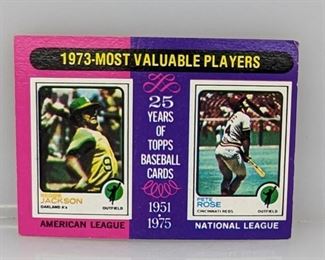 1973-MOST VALUABLE PLAYERS
25
YEARS
OF
TOPPS
BASEBALL
CARDS
1951
1975
REGGIE
JACKSON
OAKLAND A's
OUTFIELD
PETE
ROSE
CINCINNATI REDS
OUTFIELD
AMERICAN LEAGUE
NATIONAL LEAGUE